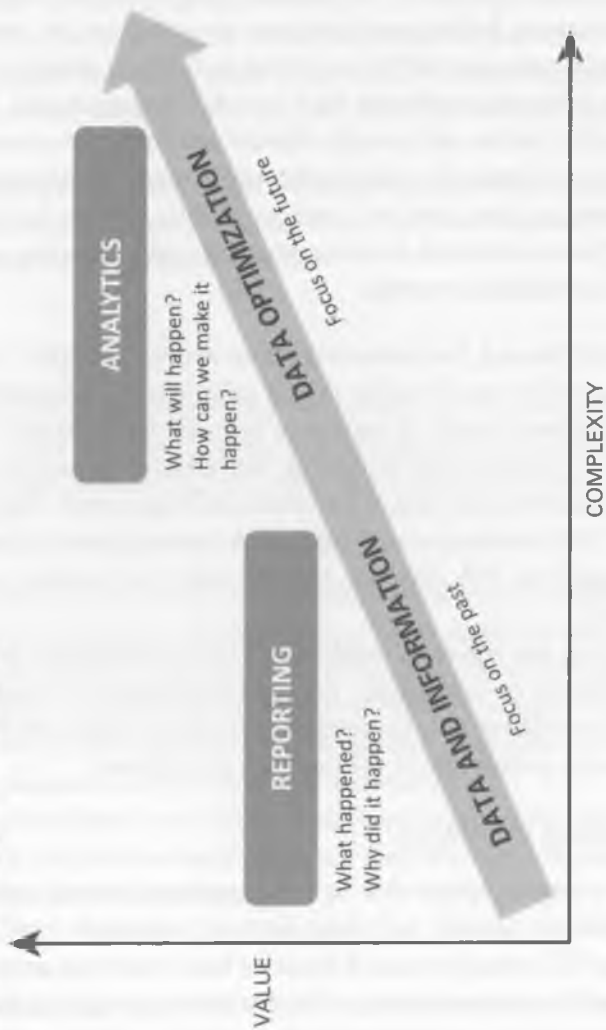 VALUE
ANALYTICS
What will happen?
How can we make it
happen?
REPORTING
What happened?
Why did it happen?
DATA OPTIMIZATION
Focus on the future
DATA AND INFORMATION
Focus on the past
COMPLEXITY